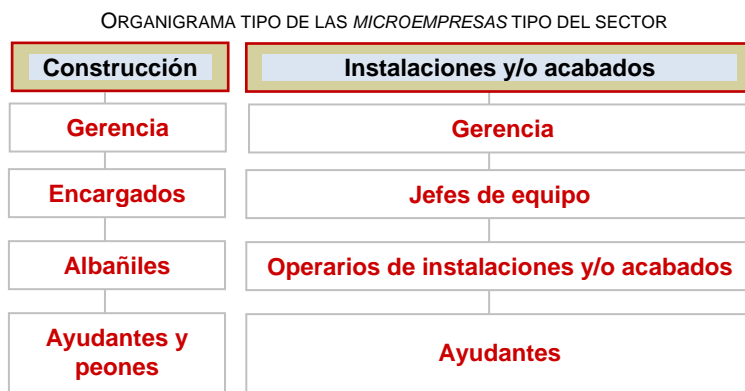 ORGANIGRAMA TIPO DE LAS MICROEMPRESAS TIPO DEL SECTOR
Construcción
Instalaciones y/o acabados
Gerencia
Gerencia
Encargados
Jefes de equipo
Albañiles
Operarios de instalaciones y/o acabados
Ayudantes y
peones
Ayudantes